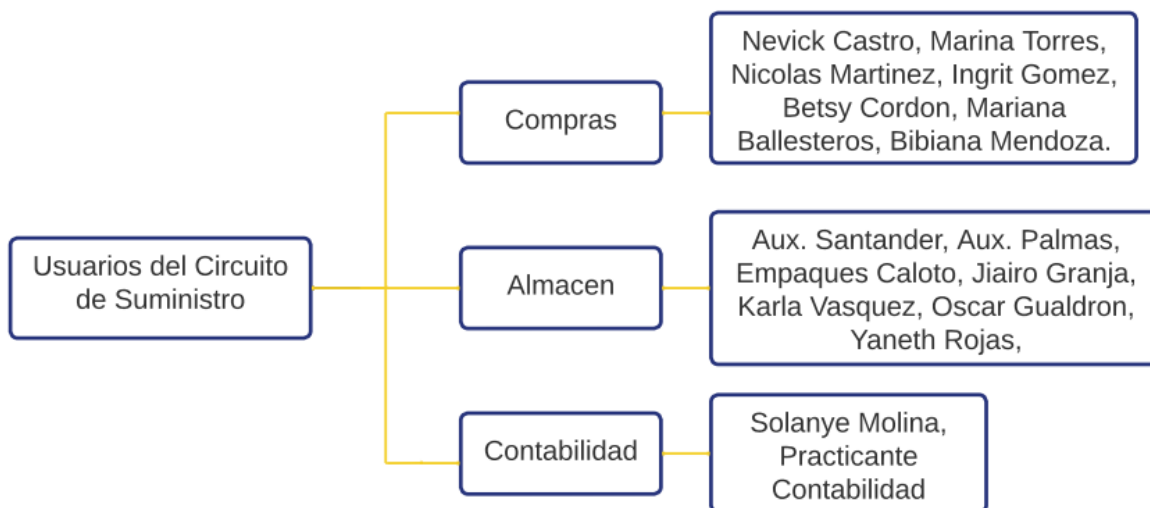 Nevick Castro, Marina Torres,
Nicolas Martinez, Ingrit Gomez,
Betsy Cordon, Mariana
Ballesteros, Bibiana Mendoza.
Compras
Usuarios del Circuito
de Suministro
Almacen
Aux. Santander, Aux. Palmas,
Empaques Caloto, Jiairo Granja,
Karla Vasquez, Oscar Gualdron,
Yaneth Rojas,
Contabilidad
Solanye Molina,
Practicante
Contabilidad